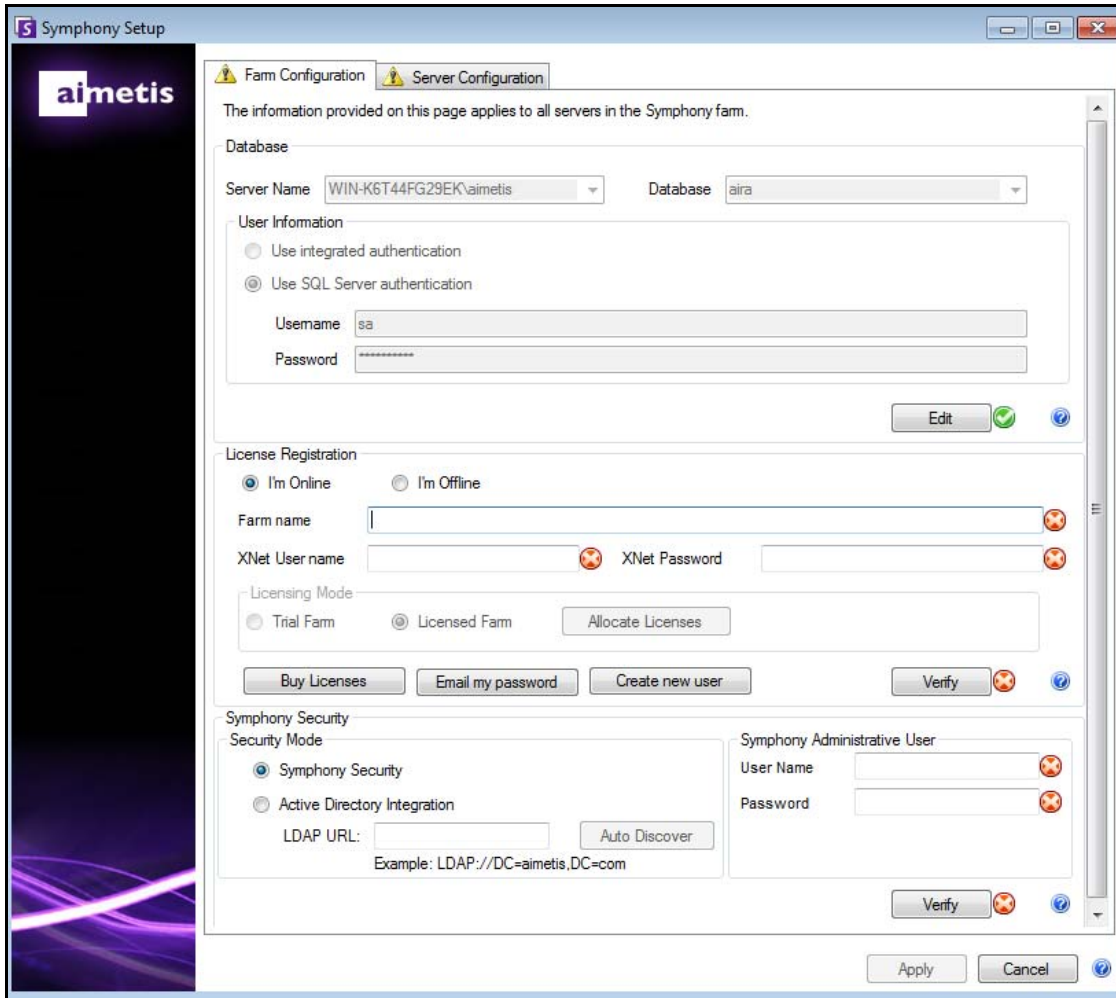 Symphony Setup
aimetis
Farm Configuration
Server Configuration
The information provided on this page applies to all servers in the Symphony farm.
Database
Server Name WIN-K6T44FG29EK\aimetis Database aira
User Information
Use integrated authentication
Use SQL Server authentication
Username sa
Password **********
Edit
License Registration
I'm Online I'm Offline
Farm name
XNet User name XNet Password
Licensing Mode
Trial Farm Licensed Farm Allocate Licenses
Buy Licenses Email my password Create new user Verify
Symphony Security
Security Mode
Symphony Security
Active Directory Integration
LDAP URL: Auto Discover
Example: LDAP://DC=aimetis,DC=com
Symphony Administrative User
User Name
Password
Verify
Apply Cancel